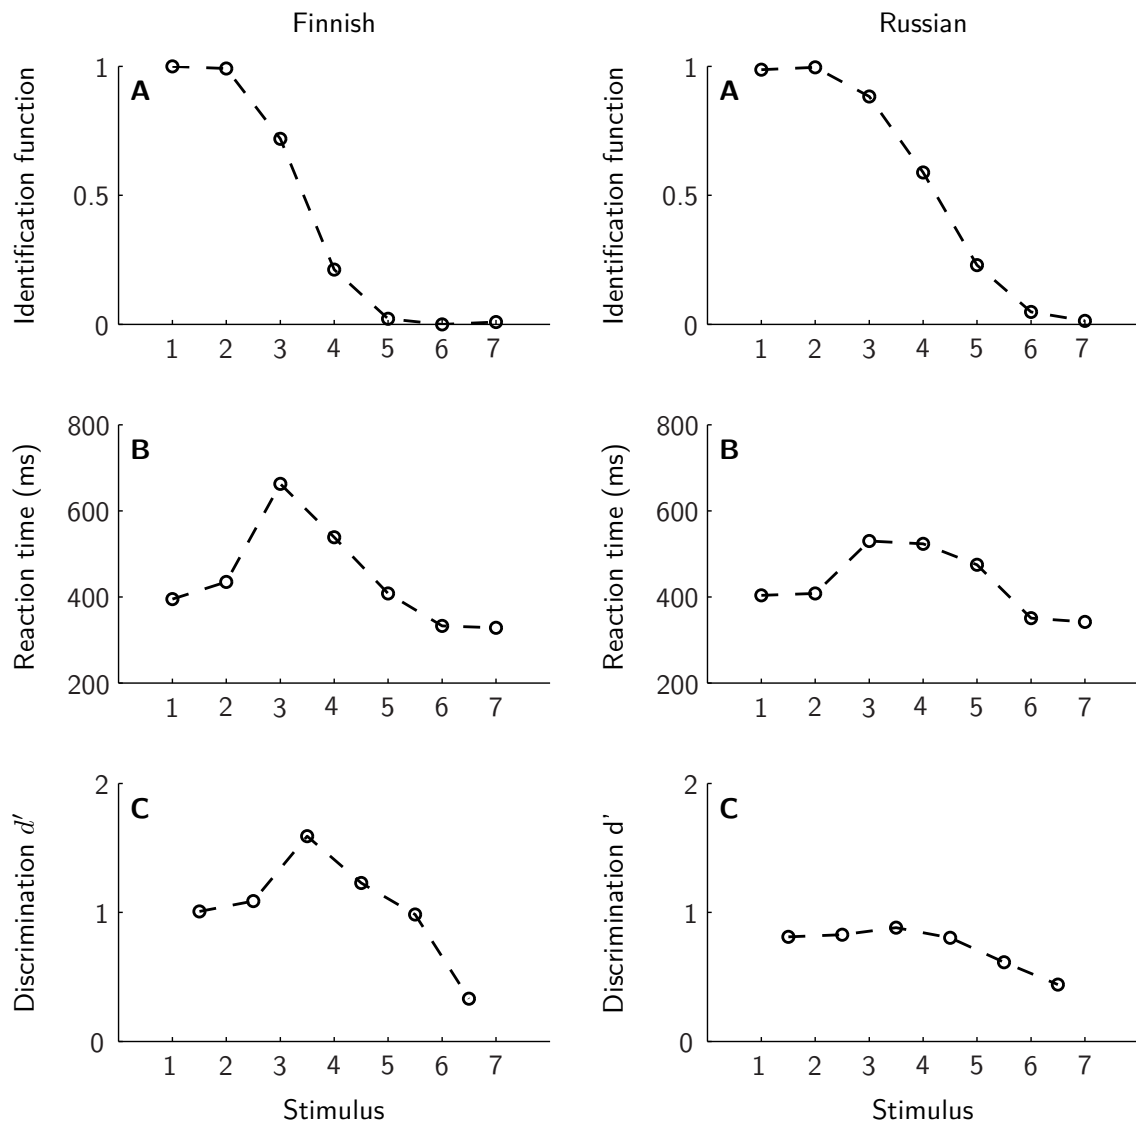 Finnish
Russian
A
Identification function
1
0.5
0
1 2 3 4 5 6 7
A
Identification function
1
0.5
0
1 2 3 4 5 6 7
B
Reaction time (ms)
800
600
400
200
1 2 3 4 5 6 7
B
Reaction time (ms)
800
600
400
200
1 2 3 4 5 6 7
C
Discrimination d′
2
1
0
1 2 3 4 5 6 7
Stimulus
C
Discrimination d'
2
1
0
1 2 3 4 5 6 7
Stimulus